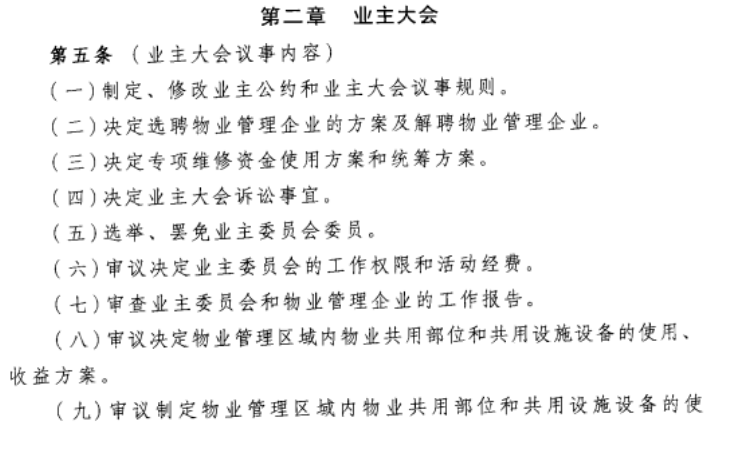 第二章 业主大会
第五条 (业主大会议事内容)
(一)制定、修改业主公约和业主大会议事规则。
(二)决定选聘物业管理企业的方案及解聘物业管理企业。
(三)决定专项维修资金使用方案和统筹方案。
(四)决定业主大会诉讼事宜。
(五)选举、罢免业主委员会委员。
(六)审议决定业主委员会的工作权限和活动经费。
(七)审查业主委员会和物业管理企业的工作报告。
(八)审议决定物业管理区域内物业共用部位和共用设施设备的使用、
收益方案。
(九)审议制定物业管理区域内物业共用部位和共用设施设备的使